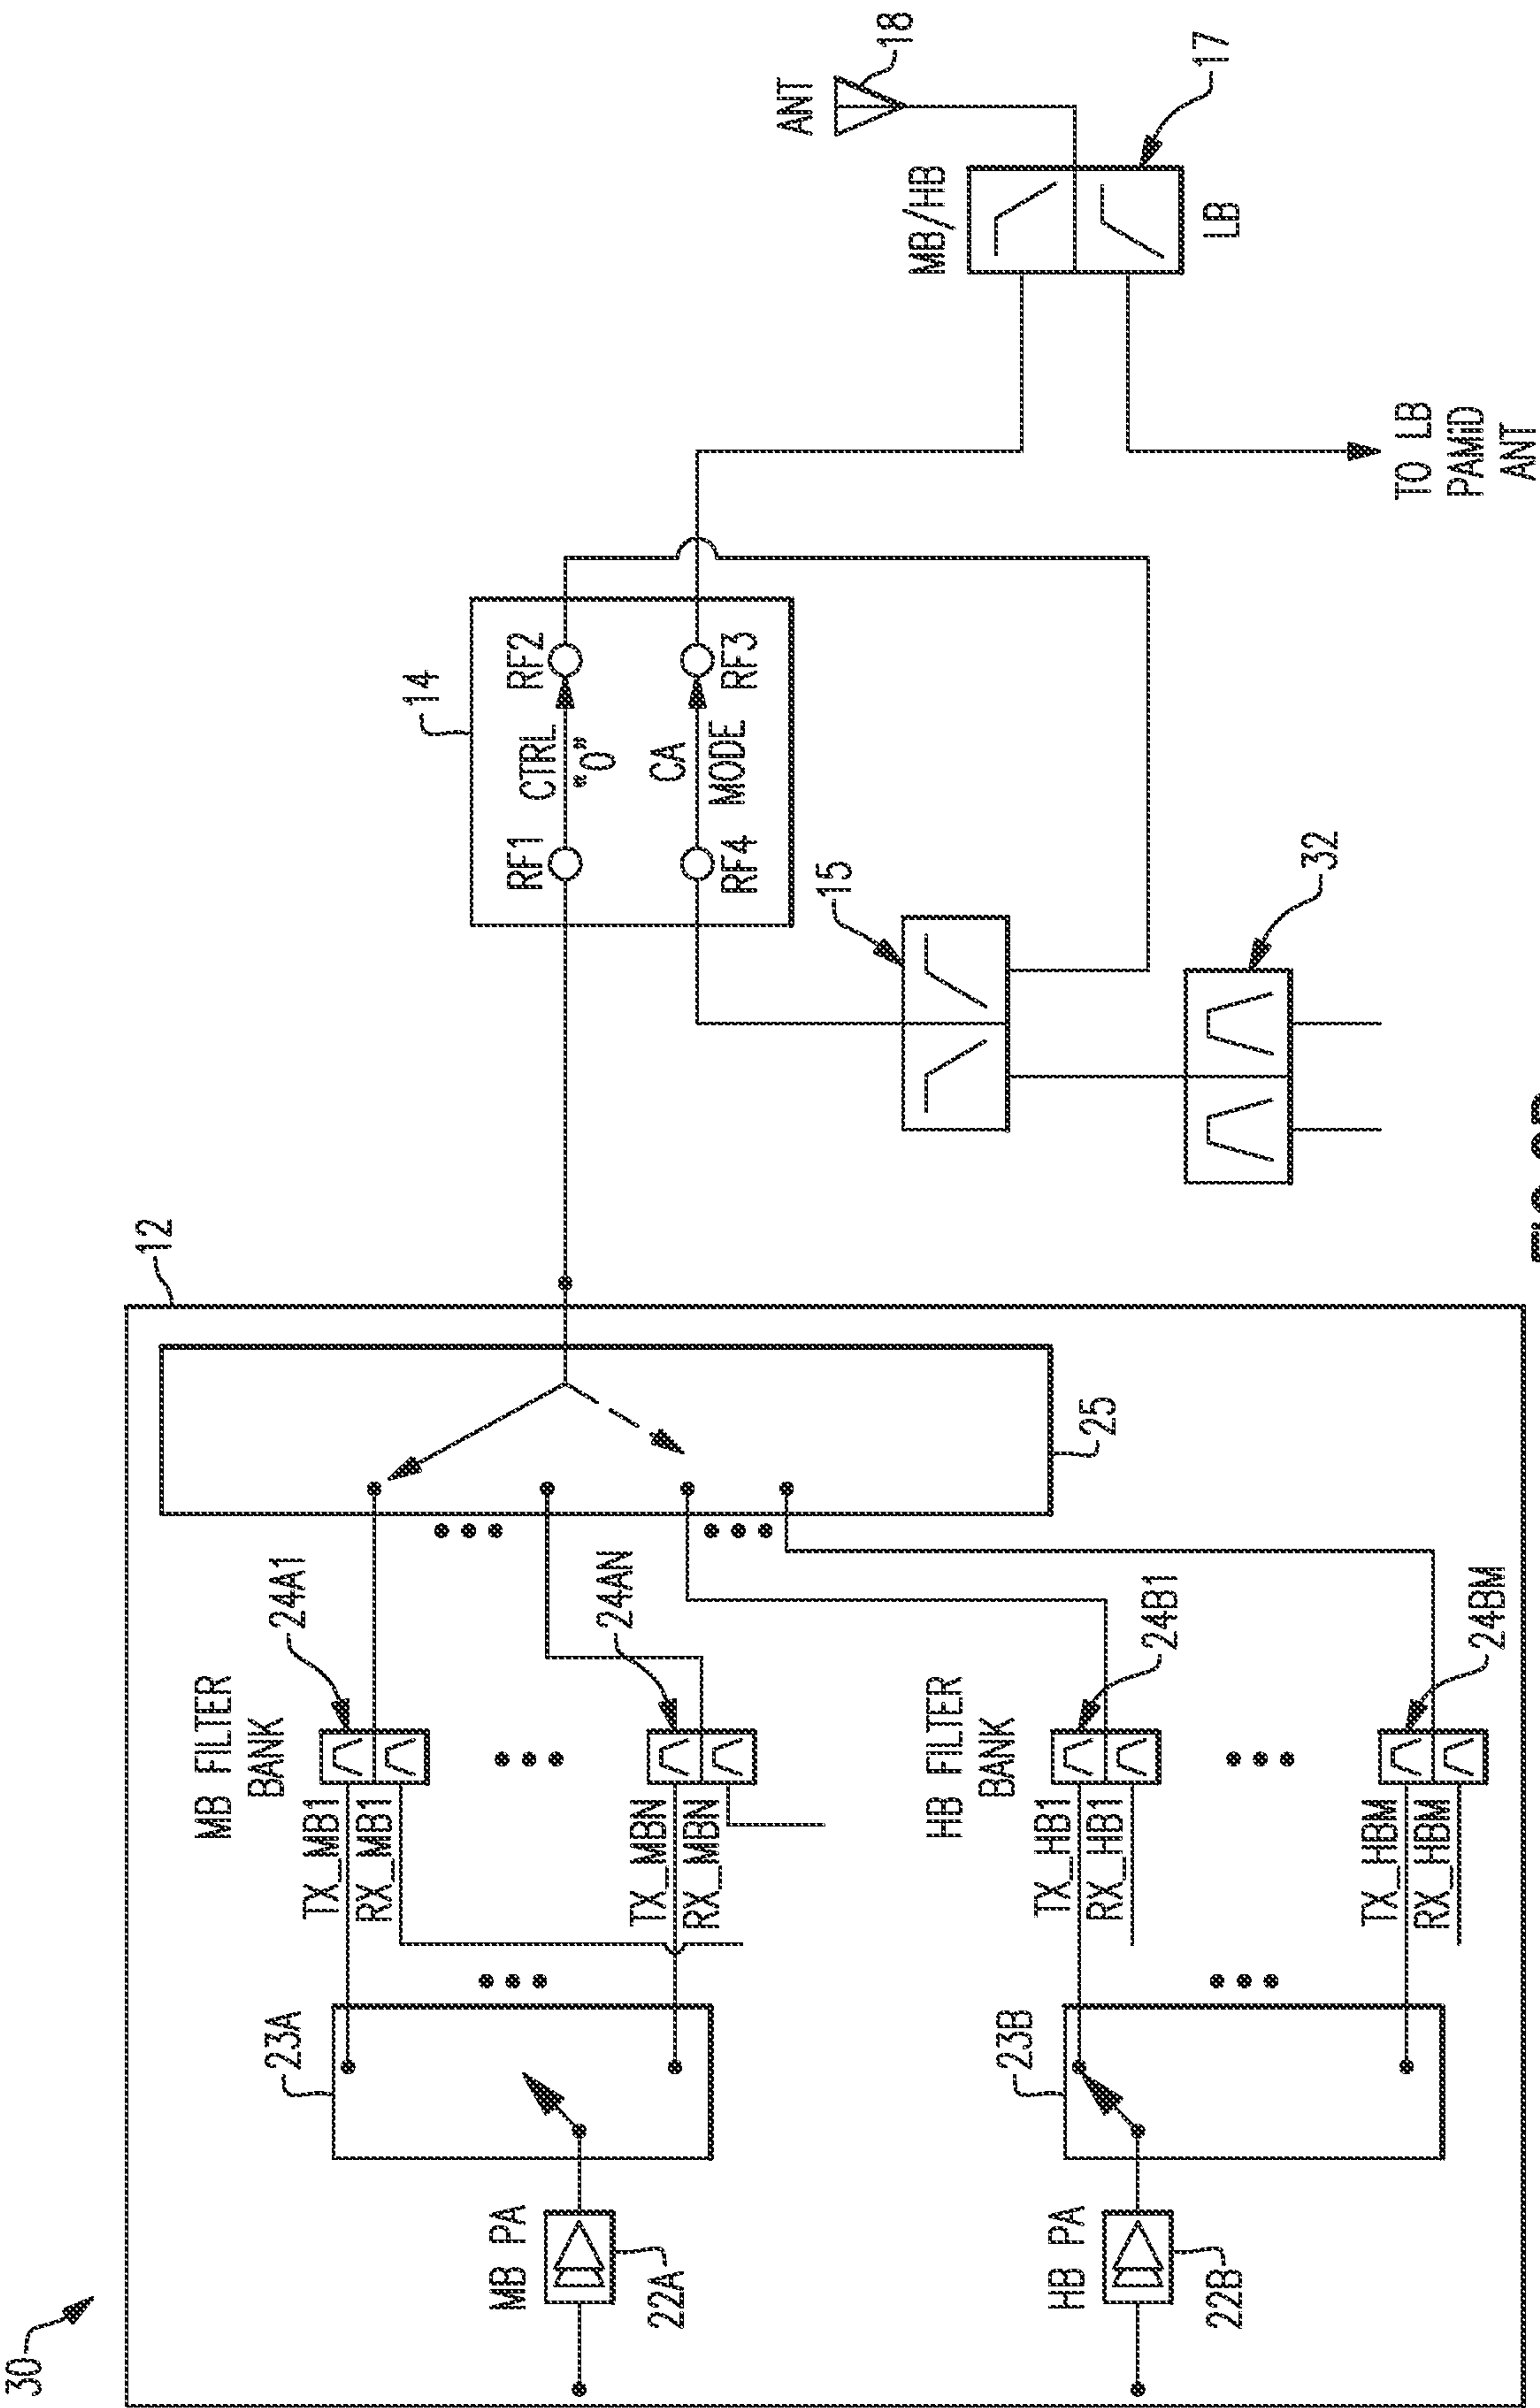 30
12
MB PA
22A
23A
TX_MB1
RX_MB1
MB FILTER
BANK
24A1
TX_MBN
RX_MBN
24AN
HB PA
22B
23B
TX_HB1
RX_HB1
HB FILTER
BANK
24B1
TX_HBM
RX_HBM
24BM
25
14
RF1
CTRL
"0"
RF2
RF4
CA
MODE
RF3
15
32
ANT
18
MB/HB
17
LB
TO LB
PAMiD
ANT